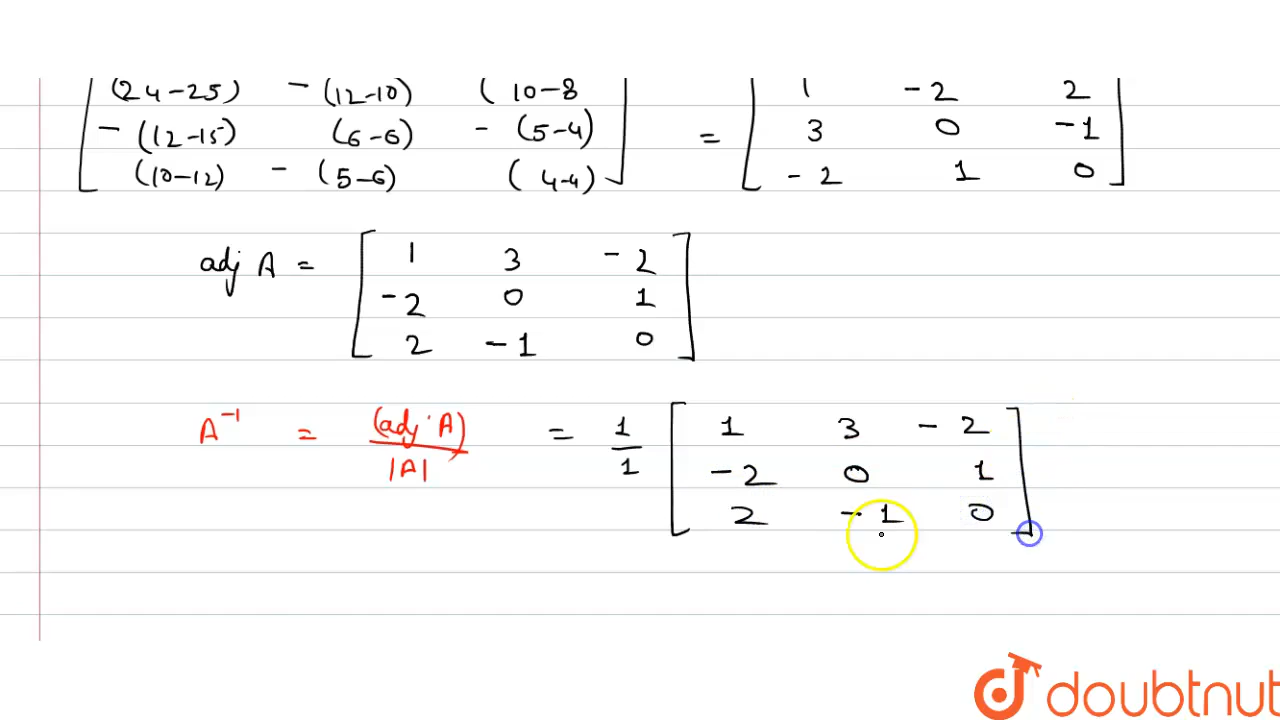 (24-25) - (12-10) (10-8 = 1 -2 2
- (12-15) (6-6) - (5-4) 3 0 -1
(10-12) - (5-6) (4-4) -2 1 0
adj A = [ 1 3 -2
-2 0 1
2 -1 0 ]
A⁻¹ = (adj·A) / |A| = 1/1 [ 1 3 -2
-2 0 1
2 -1 0 ]
doubtnut